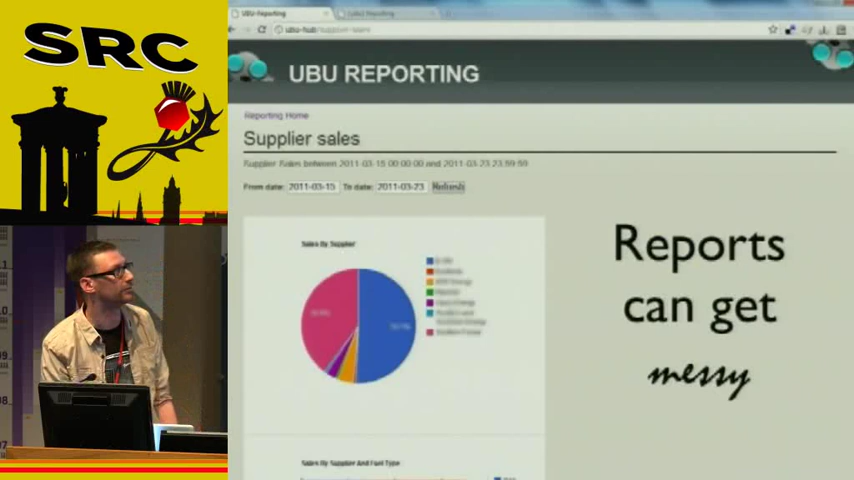 SRC
UBU-Reporting
UBU REPORTING
Reporting Home
Supplier sales
Supplier Sales between 2011-03-15 00:00:00 and 2011-03-23 23:59:59
From date: 2011-03-15 To date: 2011-03-23 Refresh
Sales By Supplier
Sales By Supplier And Fuel Type
Reports
can get
messy